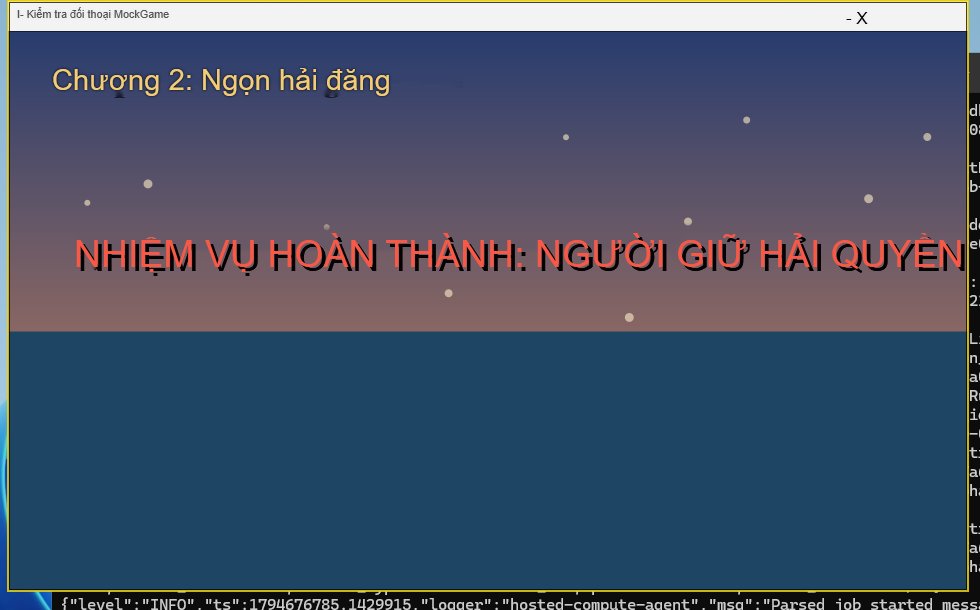 I- Kiểm tra đối thoại MockGame
- X
Chương 2: Ngọn hải đăng
NHIỆM VỤ HOÀN THÀNH: NGƯỜI GIỮ HẢI QUYỀN
{"level":"INFO","ts":1794676785.1429915,"logger":"hosted-compute-agent","msg":"Parsed job started mes